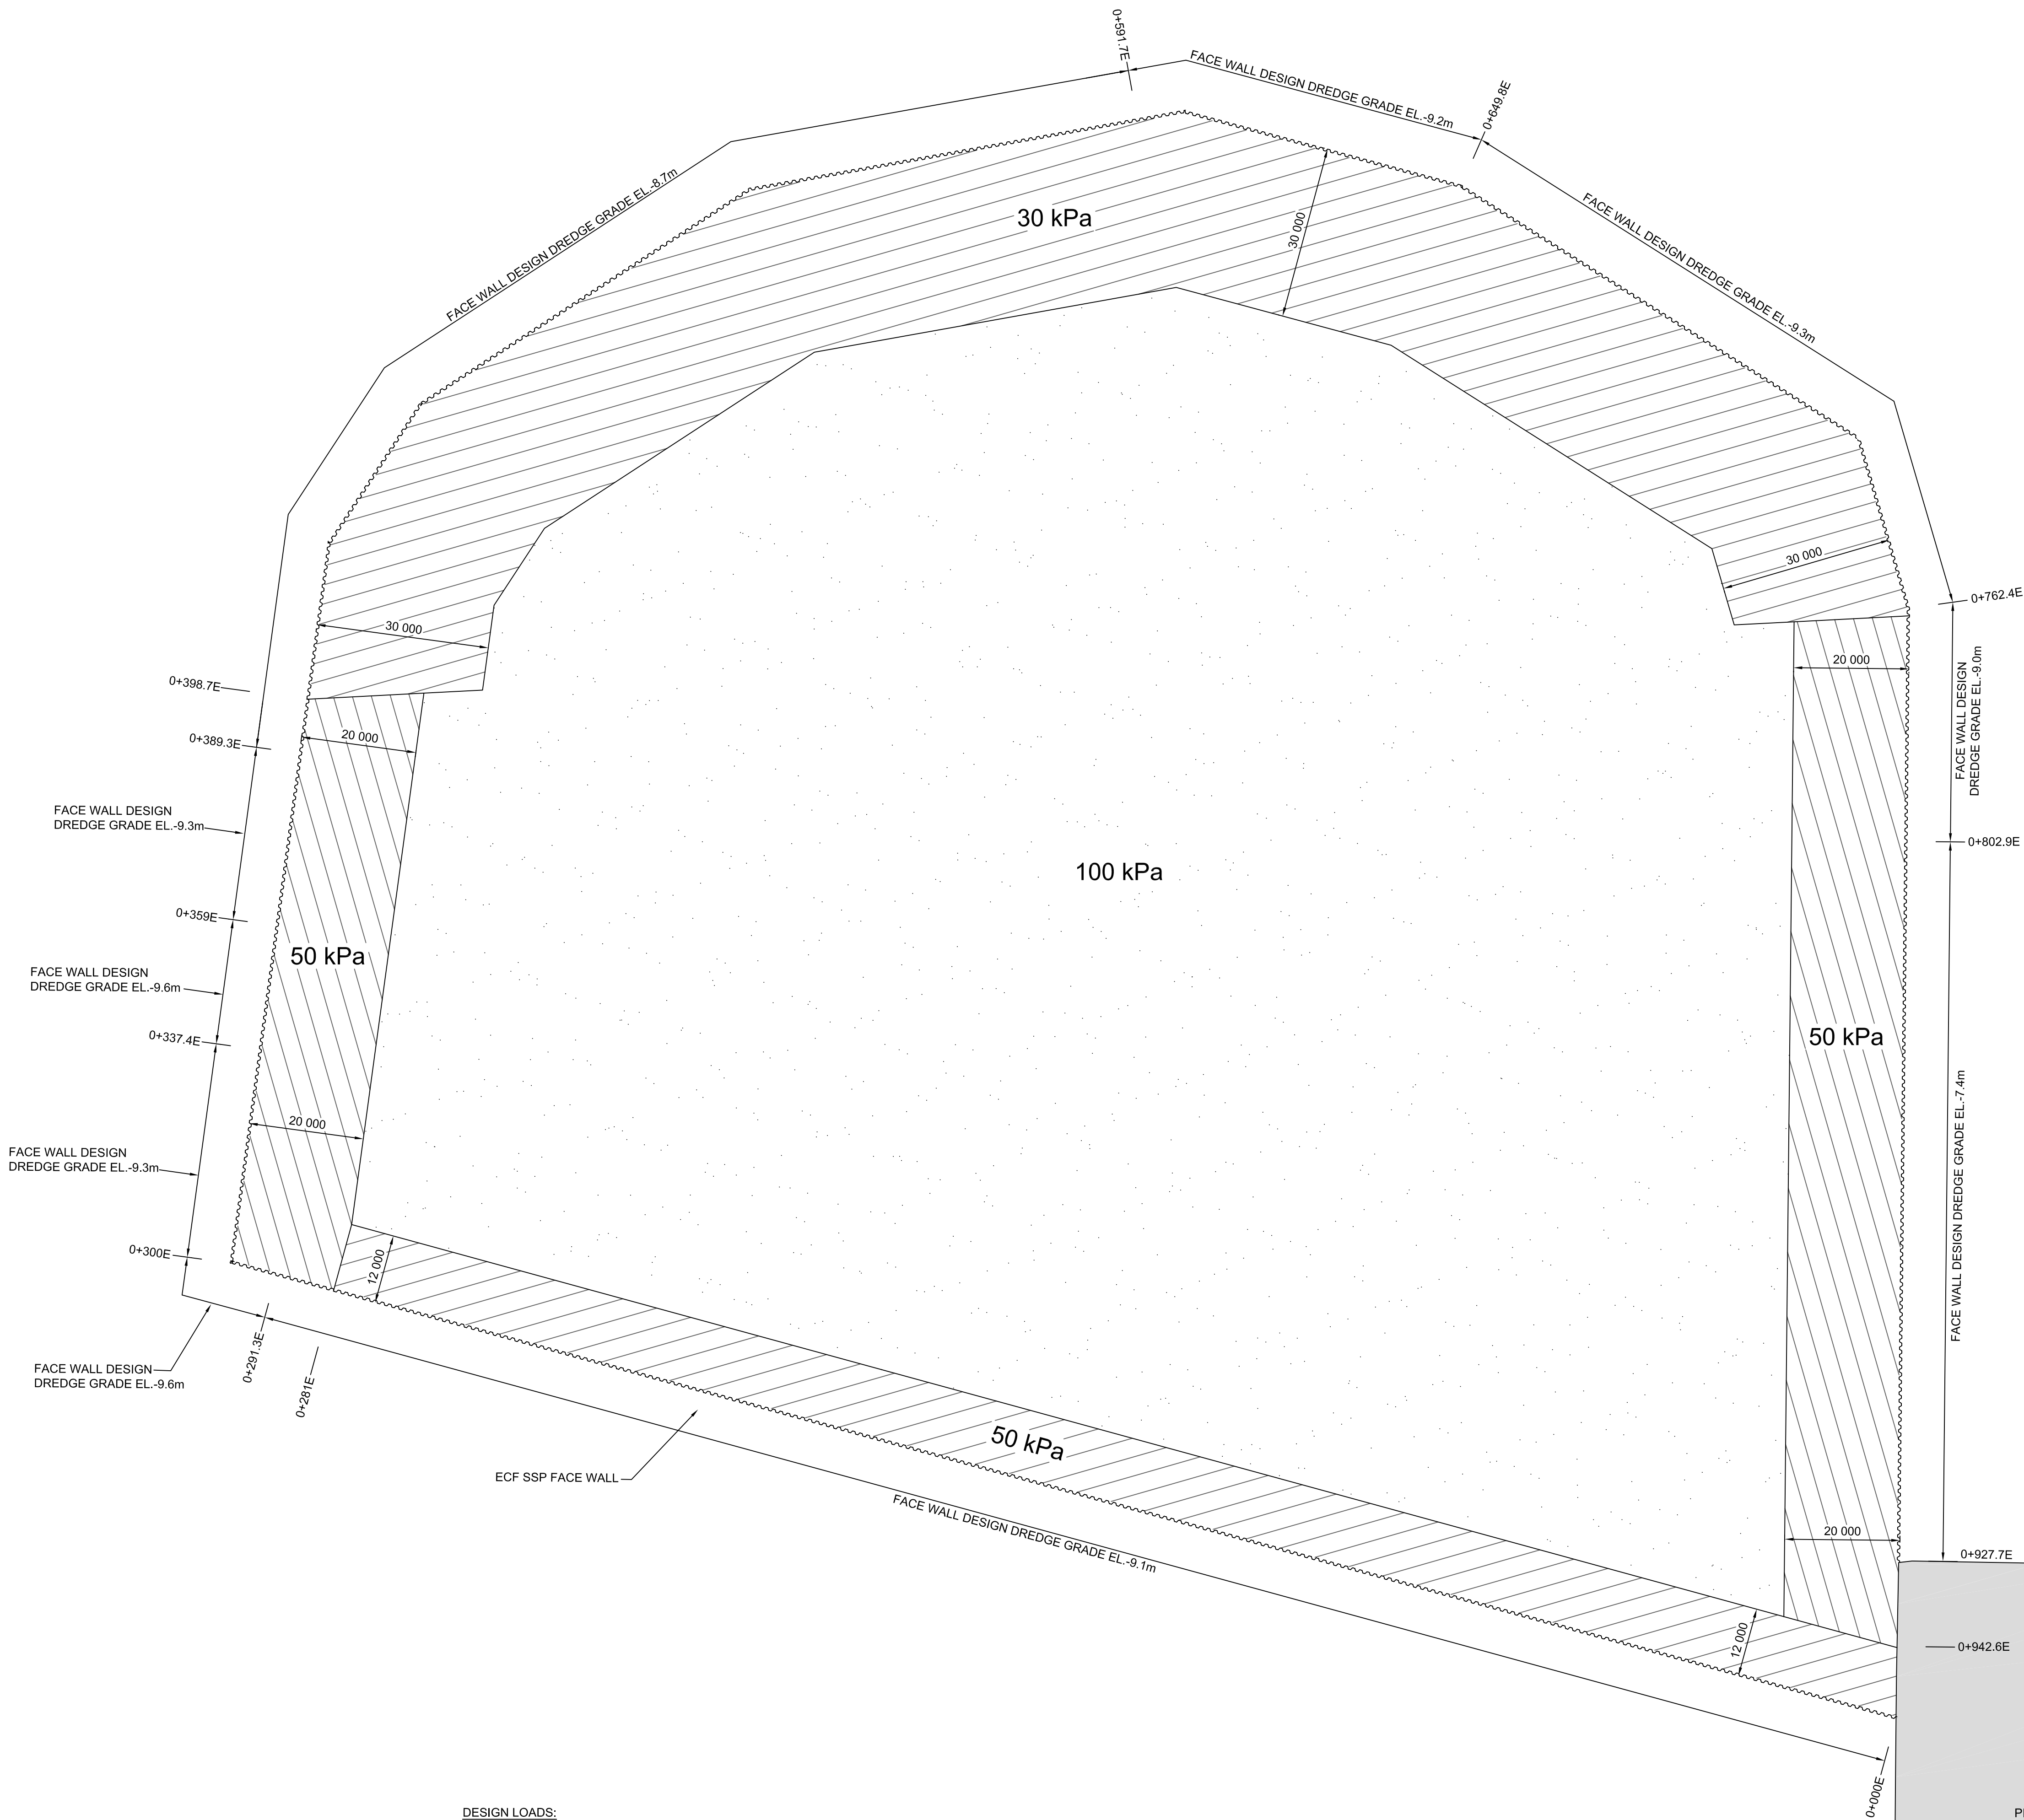 0+591.7E
FACE WALL DESIGN DREDGE GRADE EL.-9.2m
0+649.8E
FACE WALL DESIGN DREDGE GRADE EL.-8.7m
30 kPa
30 000
FACE WALL DESIGN DREDGE GRADE EL.-9.3m
30 000
0+762.4E
30 000
20 000
FACE WALL DESIGN
DREDGE GRADE EL.-9.0m
0+398.7E
0+389.3E
20 000
FACE WALL DESIGN
DREDGE GRADE EL.-9.3m
0+802.9E
100 kPa
0+359E
50 kPa
FACE WALL DESIGN
DREDGE GRADE EL.-9.6m
0+337.4E
50 kPa
20 000
FACE WALL DESIGN
DREDGE GRADE EL.-9.3m
FACE WALL DESIGN DREDGE GRADE EL.-7.4m
0+300E
12 000
FACE WALL DESIGN
DREDGE GRADE EL.-9.6m
0+291.3E
0+281E
50 kPa
ECF SSP FACE WALL
FACE WALL DESIGN DREDGE GRADE EL.-9.1m
20 000
0+927.7E
12 000
0+942.6E
0+000E
DESIGN LOADS: